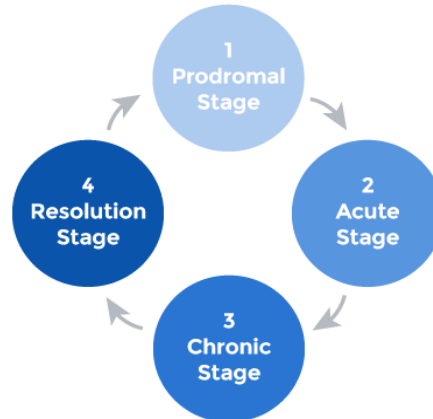 1
Prodromal
Stage
2
Acute
Stage
3
Chronic
Stage
4
Resolution
Stage